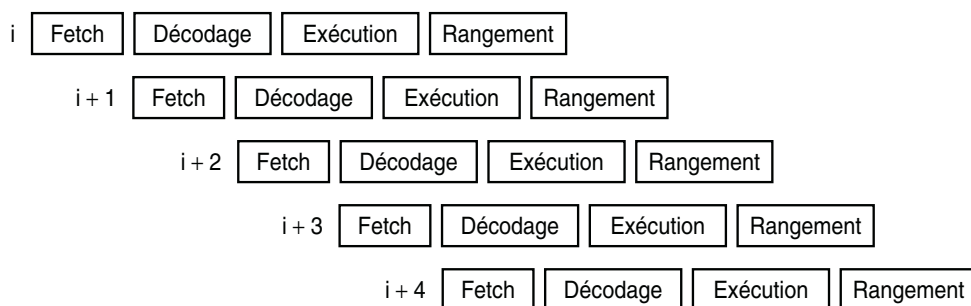 i Fetch Décodage Exécution Rangement
i + 1 Fetch Décodage Exécution Rangement
i + 2 Fetch Décodage Exécution Rangement
i + 3 Fetch Décodage Exécution Rangement
i + 4 Fetch Décodage Exécution Rangement